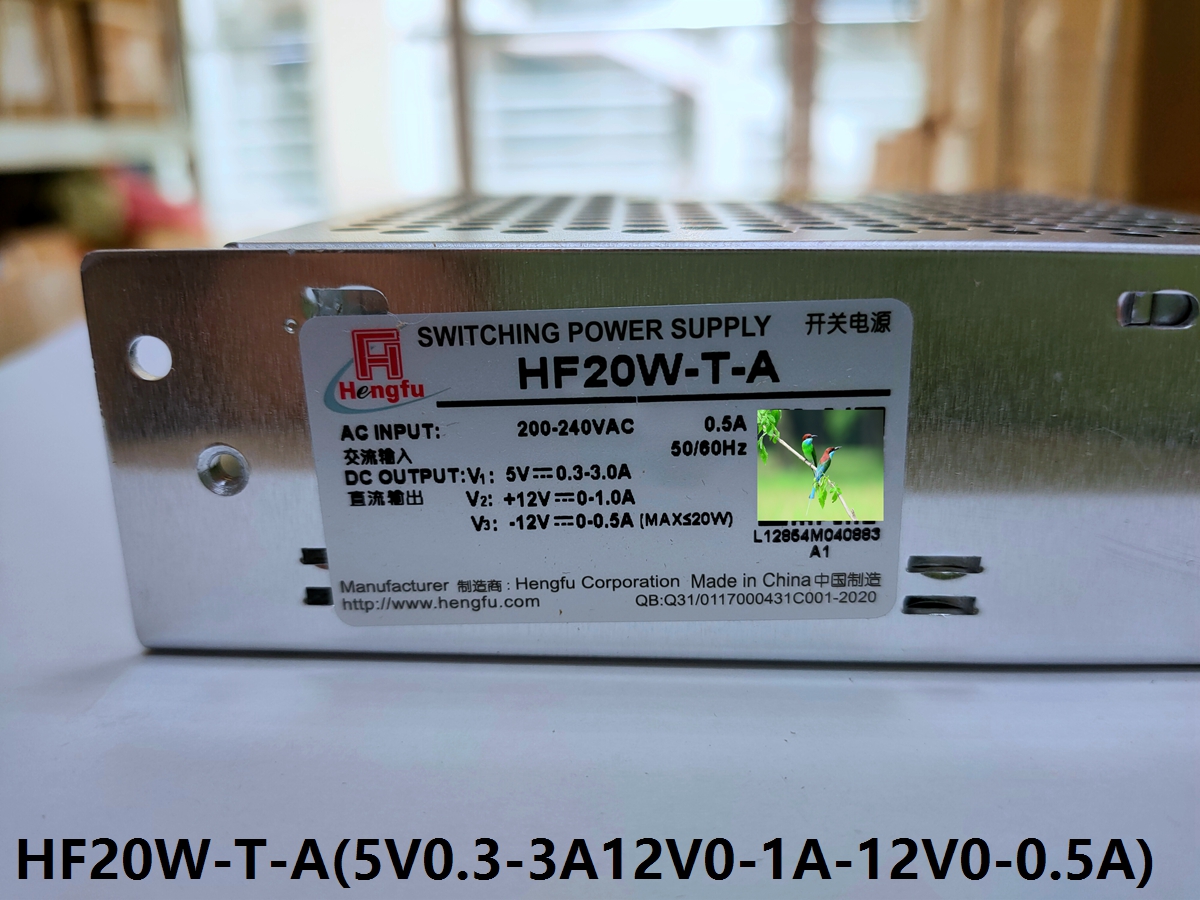 SWITCHING POWER SUPPLY 开关电源
Hengfu
HF20W-T-A
AC INPUT: 200-240VAC 0.5A
交流输入 50/60Hz
DC OUTPUT: V1: 5V⎓0.3-3.0A
直流输出 V2: +12V⎓0-1.0A
V3: -12V⎓0-0.5A (MAX≤20W)
L12854M040883
A1
Manufacturer 制造商: Hengfu Corporation Made in China 中国制造
http://www.hengfu.com QB:Q31/0117000431C001-2020
HF20W-T-A(5V0.3-3A12V0-1A-12V0-0.5A)